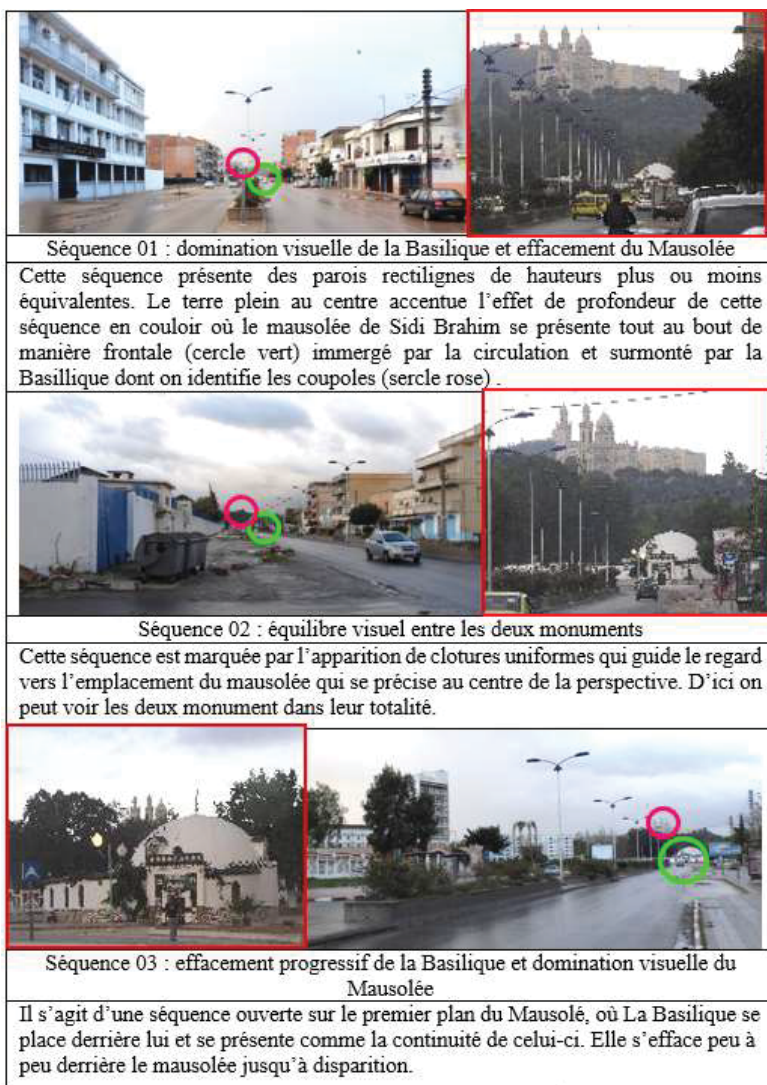 Séquence 01 : domination visuelle de la Basilique et effacement du Mausolée
Cette séquence présente des parois rectilignes de hauteurs plus ou moins
équivalentes. Le terre plein au centre accentue l’effet de profondeur de cette
séquence en couloir où le mausolée de Sidi Brahim se présente tout au bout de
manière frontale (cercle vert) immergé par la circulation et surmonté par la
Basillique dont on identifie les coupoles (sercle rose) .
Séquence 02 : équilibre visuel entre les deux monuments
Cette séquence est marquée par l’apparition de clotures uniformes qui guide le regard
vers l’emplacement du mausolée qui se précise au centre de la perspective. D’ici on
peut voir les deux monument dans leur totalité.
Séquence 03 : effacement progressif de la Basilique et domination visuelle du
Mausolée
Il s’agit d’une séquence ouverte sur le premier plan du Mausolé, où La Basilique se
place derrière lui et se présente comme la continuité de celui-ci. Elle s’efface peu à
peu derrière le mausolée jusqu’à disparition.